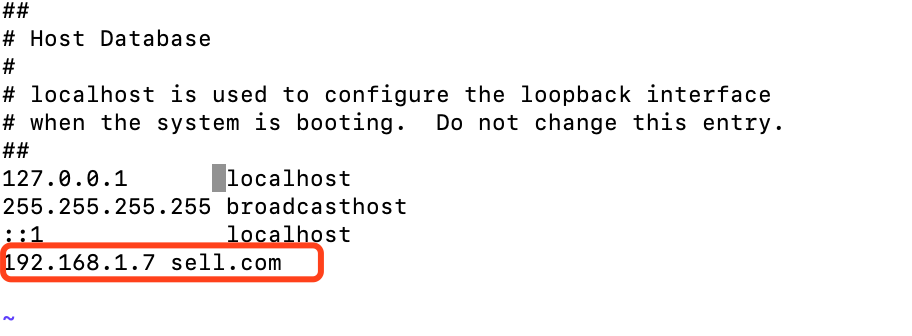 ##
# Host Database
#
# localhost is used to configure the loopback interface
# when the system is booting.  Do not change this entry.
##
127.0.0.1       localhost
255.255.255.255 broadcasthost
::1             localhost
192.168.1.7 sell.com
~